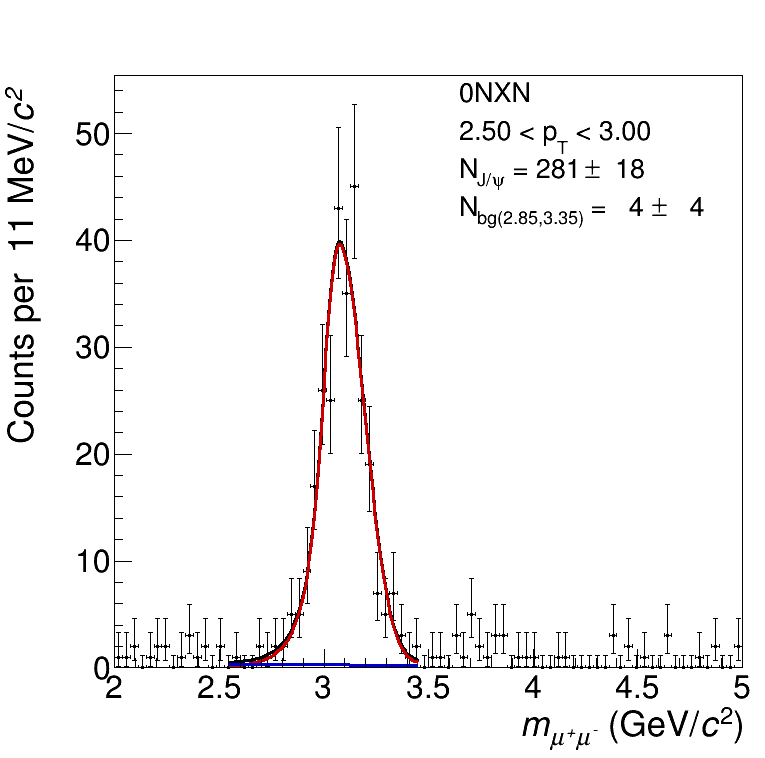 Counts per 11 MeV/c²
50
40
30
20
10
0
0NXN
2.50 < p_T < 3.00
N_J/ψ = 281 ± 18
N_bg(2.85,3.35) = 4 ± 4
2 2.5 3 3.5 4 4.5 5
m_μ⁺μ⁻ (GeV/c²)